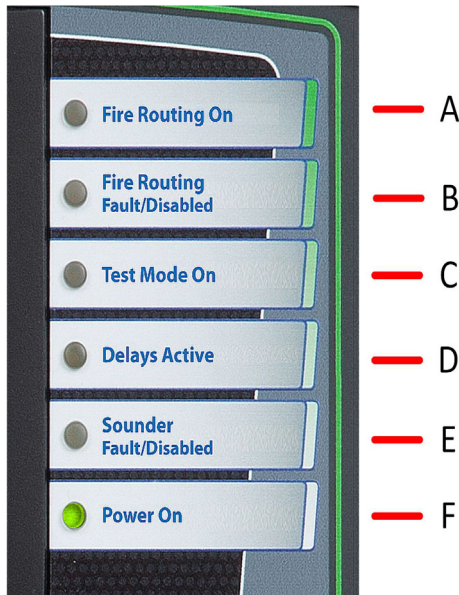 Fire Routing On A
Fire Routing
Fault/Disabled B
Test Mode On C
Delays Active D
Sounder
Fault/Disabled E
Power On F